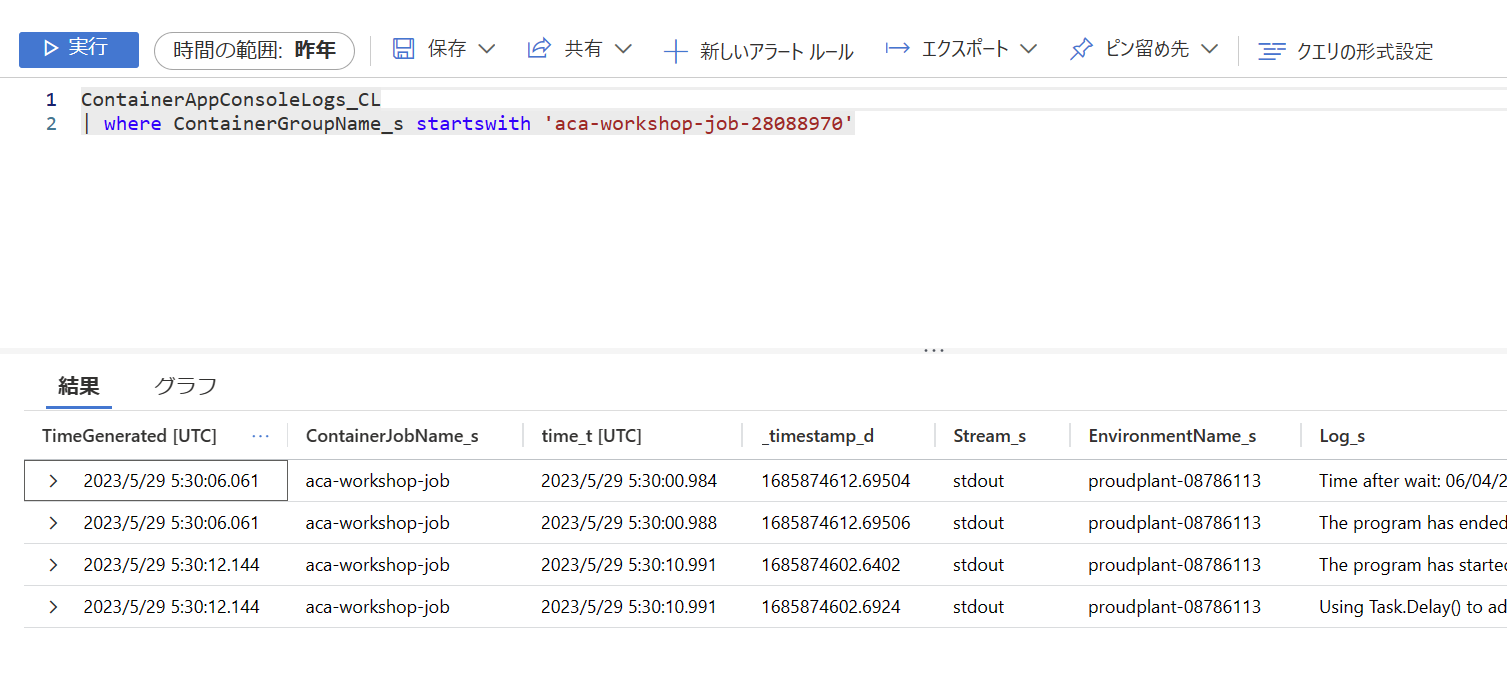 実行 時間の範囲: 昨年 保存 共有 新しいアラート ルール エクスポート ピン留め先 クエリの形式設定
1 ContainerAppConsoleLogs_CL
2 | where ContainerGroupName_s startswith 'aca-workshop-job-28088970'
...
結果 グラフ
TimeGenerated [UTC] ... ContainerJobName_s time_t [UTC] _timestamp_d Stream_s EnvironmentName_s Log_s
2023/5/29 5:30:06.061 aca-workshop-job 2023/5/29 5:30:00.984 1685874612.69504 stdout proudplant-08786113 Time after wait: 06/04/2
2023/5/29 5:30:06.061 aca-workshop-job 2023/5/29 5:30:00.988 1685874612.69506 stdout proudplant-08786113 The program has ended
2023/5/29 5:30:12.144 aca-workshop-job 2023/5/29 5:30:10.991 1685874602.6402 stdout proudplant-08786113 The program has starte
2023/5/29 5:30:12.144 aca-workshop-job 2023/5/29 5:30:10.991 1685874602.6924 stdout proudplant-08786113 Using Task.Delay() to ad